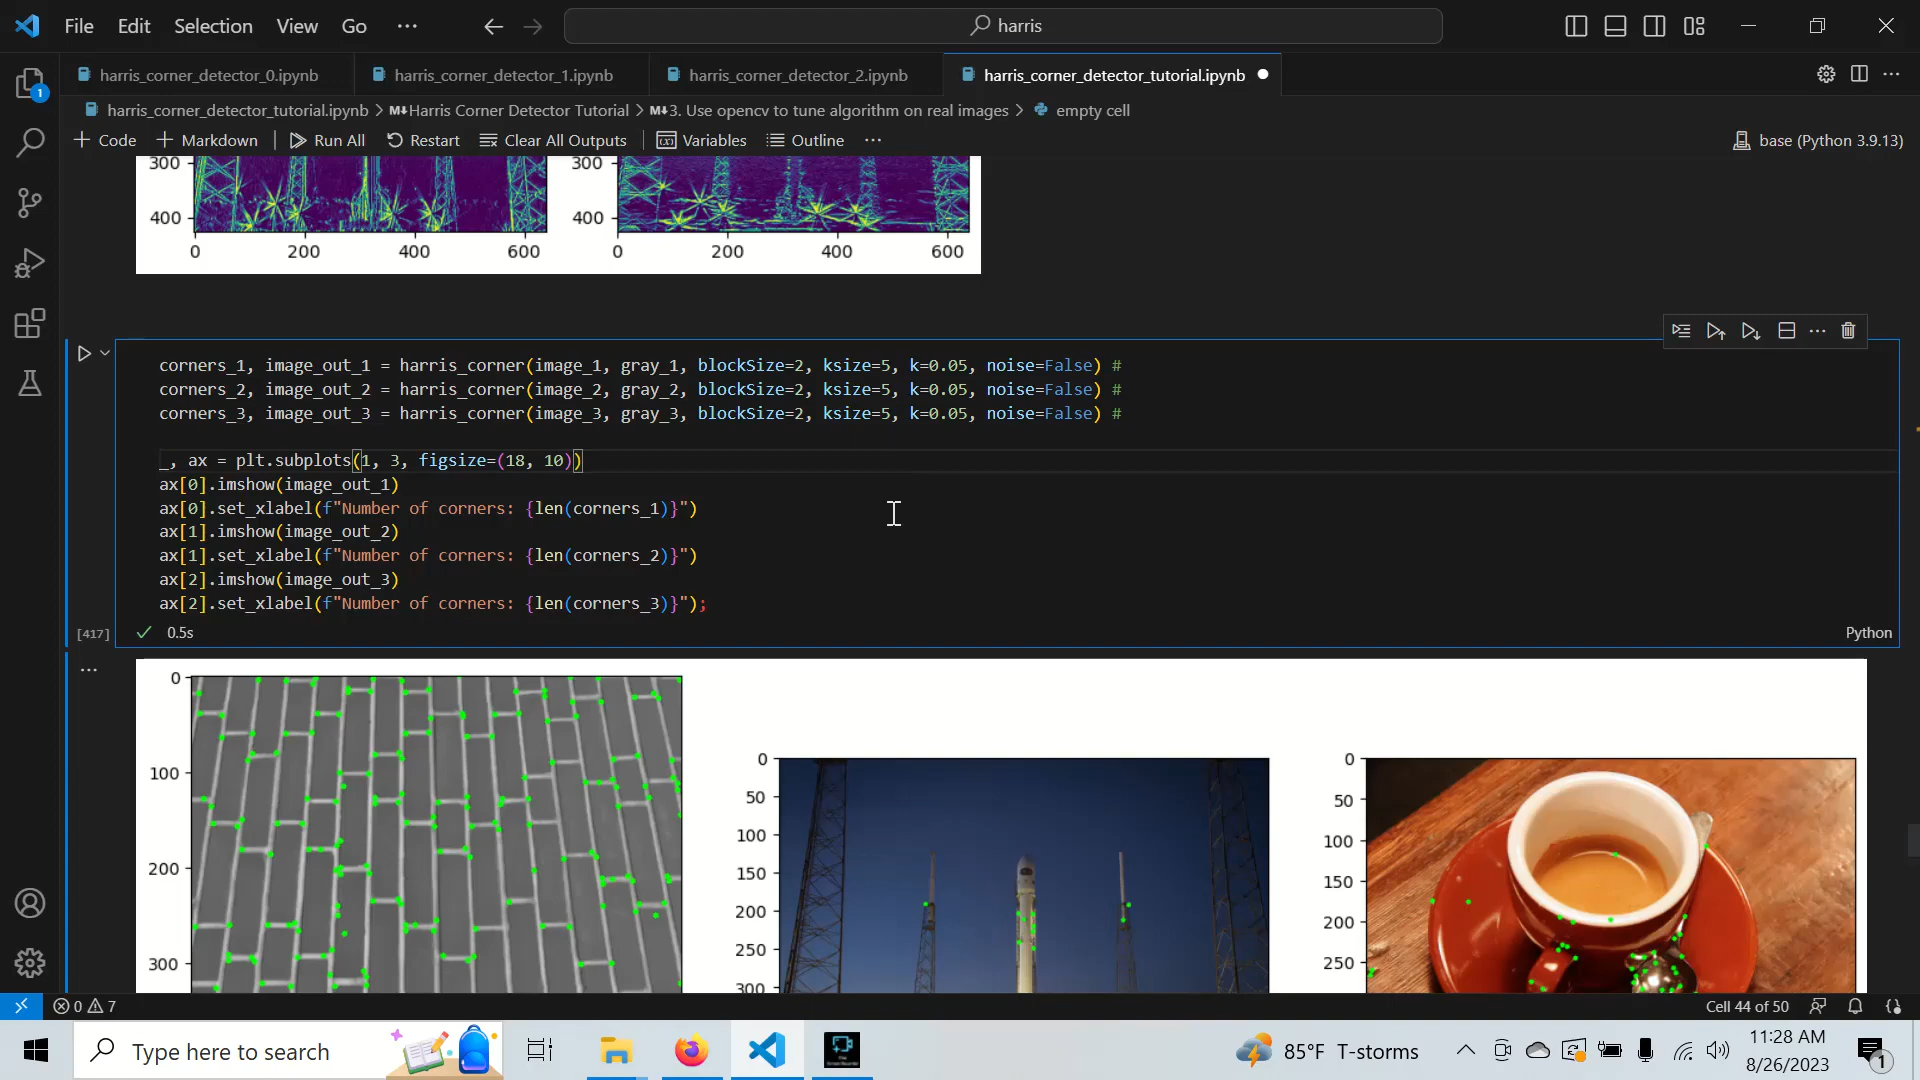 File Edit Selection View Go ···
harris
harris_corner_detector_0.ipynb harris_corner_detector_1.ipynb harris_corner_detector_2.ipynb harris_corner_detector_tutorial.ipynb
1
harris_corner_detector_tutorial.ipynb > M↓Harris Corner Detector Tutorial > M↓3. Use opencv to tune algorithm on real images > empty cell
+ Code + Markdown Run All Restart Clear All Outputs Variables Outline ··· base (Python 3.9.13)
300 300
400 400
0 200 400 600 0 200 400 600
corners_1, image_out_1 = harris_corner(image_1, gray_1, blockSize=2, ksize=5, k=0.05, noise=False) #
corners_2, image_out_2 = harris_corner(image_2, gray_2, blockSize=2, ksize=5, k=0.05, noise=False) #
corners_3, image_out_3 = harris_corner(image_3, gray_3, blockSize=2, ksize=5, k=0.05, noise=False) #
_, ax = plt.subplots(1, 3, figsize=(18, 10))
ax[0].imshow(image_out_1)
ax[0].set_xlabel(f"Number of corners: {len(corners_1)}")
ax[1].imshow(image_out_2)
ax[1].set_xlabel(f"Number of corners: {len(corners_2)}")
ax[2].imshow(image_out_3)
ax[2].set_xlabel(f"Number of corners: {len(corners_3)}");
[417] 0.5s Python
0
100
200
300
0
50
100
150
200
250
300
0
50
100
150
200
250
0 7 Cell 44 of 50
Type here to search
85°F T-storms
11:28 AM
8/26/2023
1